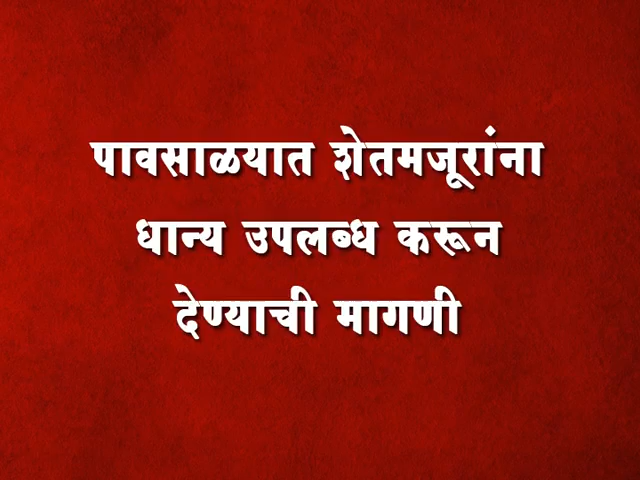 पावसाळयात शेतमजूरांना
धान्य उपलब्ध करून
देण्याची मागणी